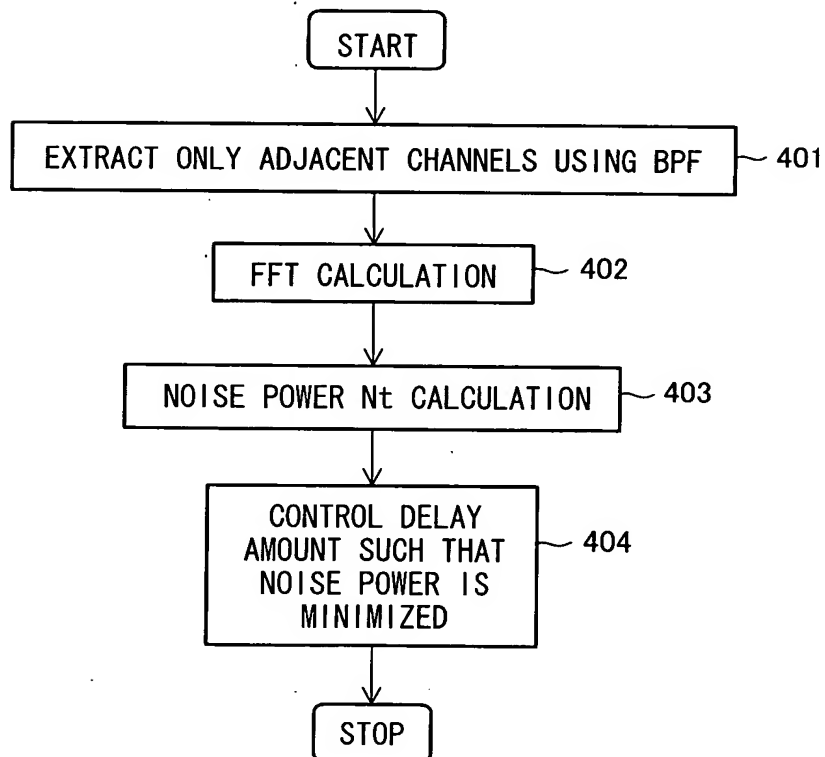 START
EXTRACT ONLY ADJACENT CHANNELS USING BPF 401
FFT CALCULATION 402
NOISE POWER Nt CALCULATION 403
CONTROL DELAY
AMOUNT SUCH THAT 404
NOISE POWER IS
MINIMIZED
STOP